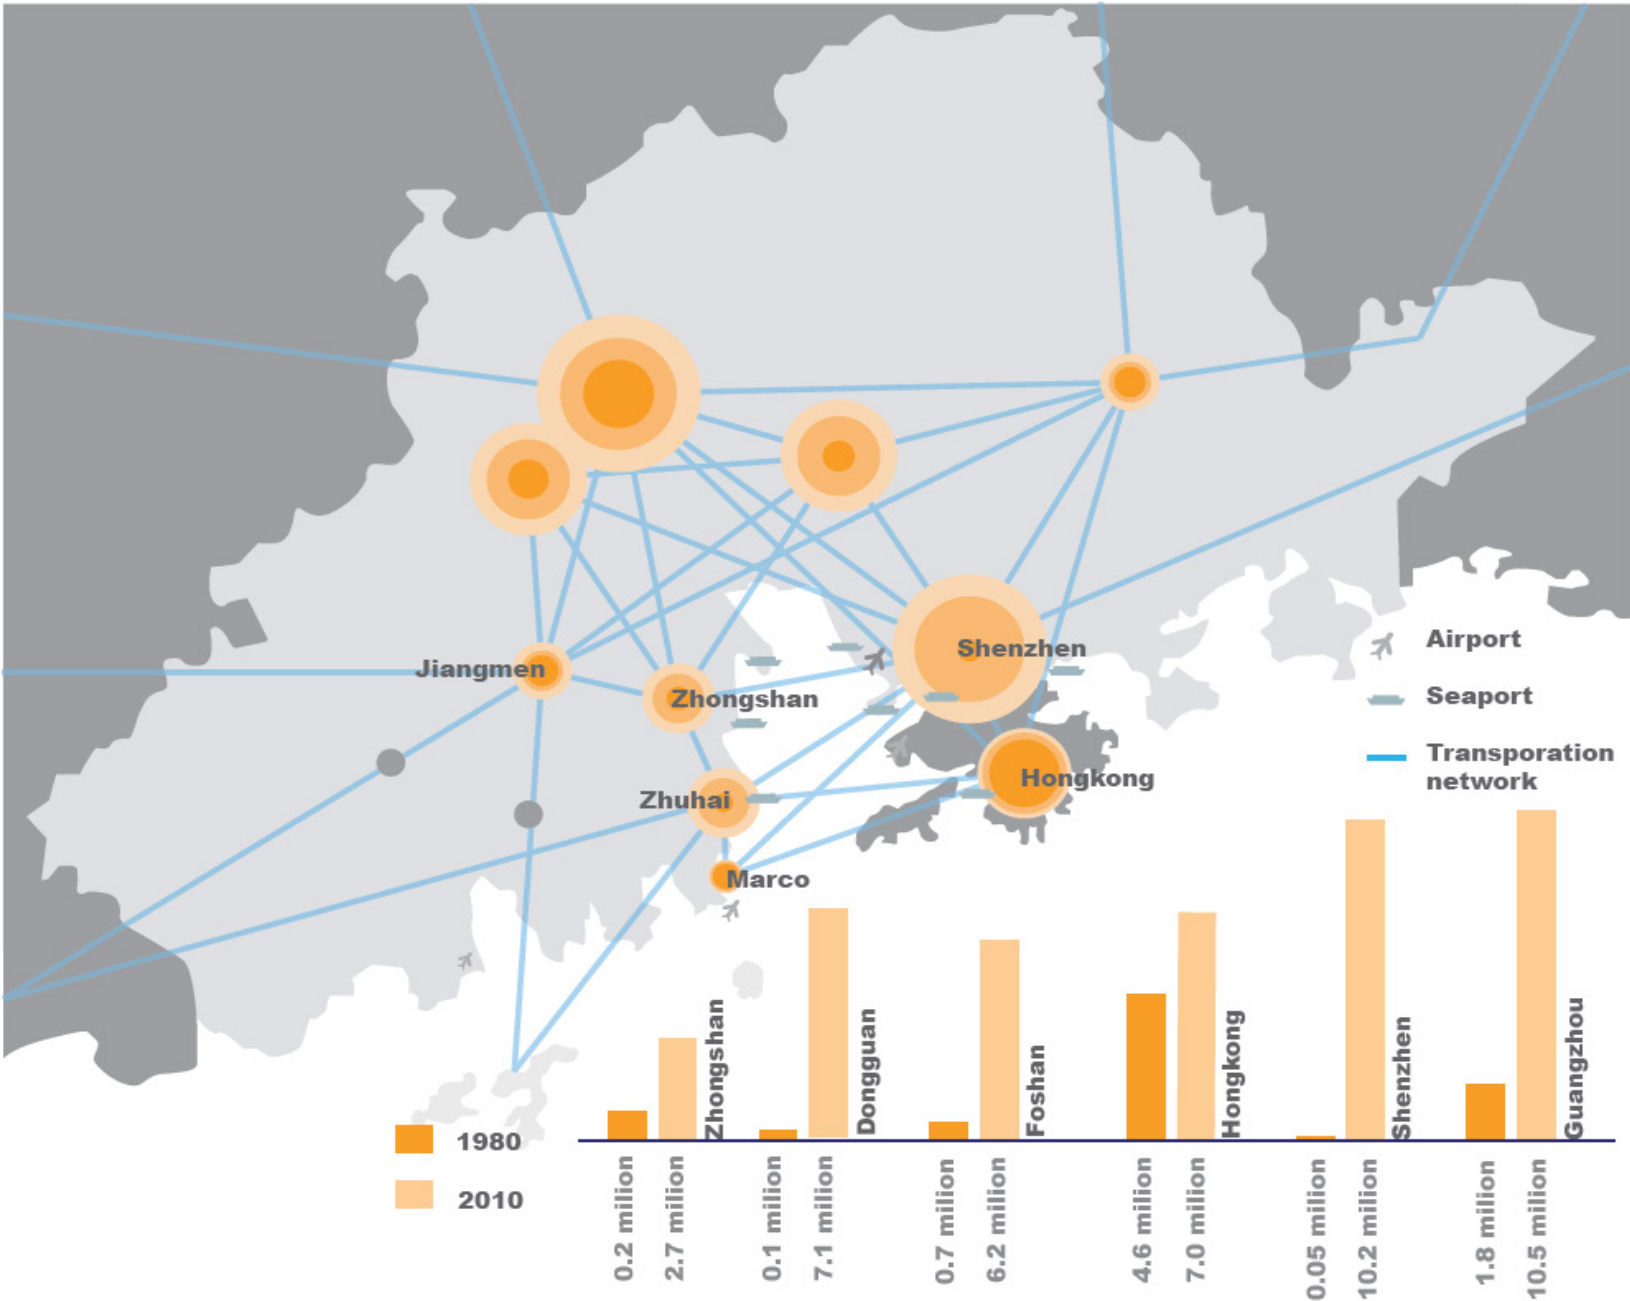 Airport
Shenzhen
Seaport
Jiangmen
Zhongshan
Transporation
network
Hongkong
Zhuhai
Marco
Zhongshan
Dongguan
Foshan
Hongkong
Shenzhen
Guangzhou
1980
2010
0.2 milion
2.7 milion
0.1 milion
7.1 milion
0.7 milion
6.2 milion
4.6 milion
7.0 milion
0.05 milion
10.2 milion
1.8 milion
10.5 milion